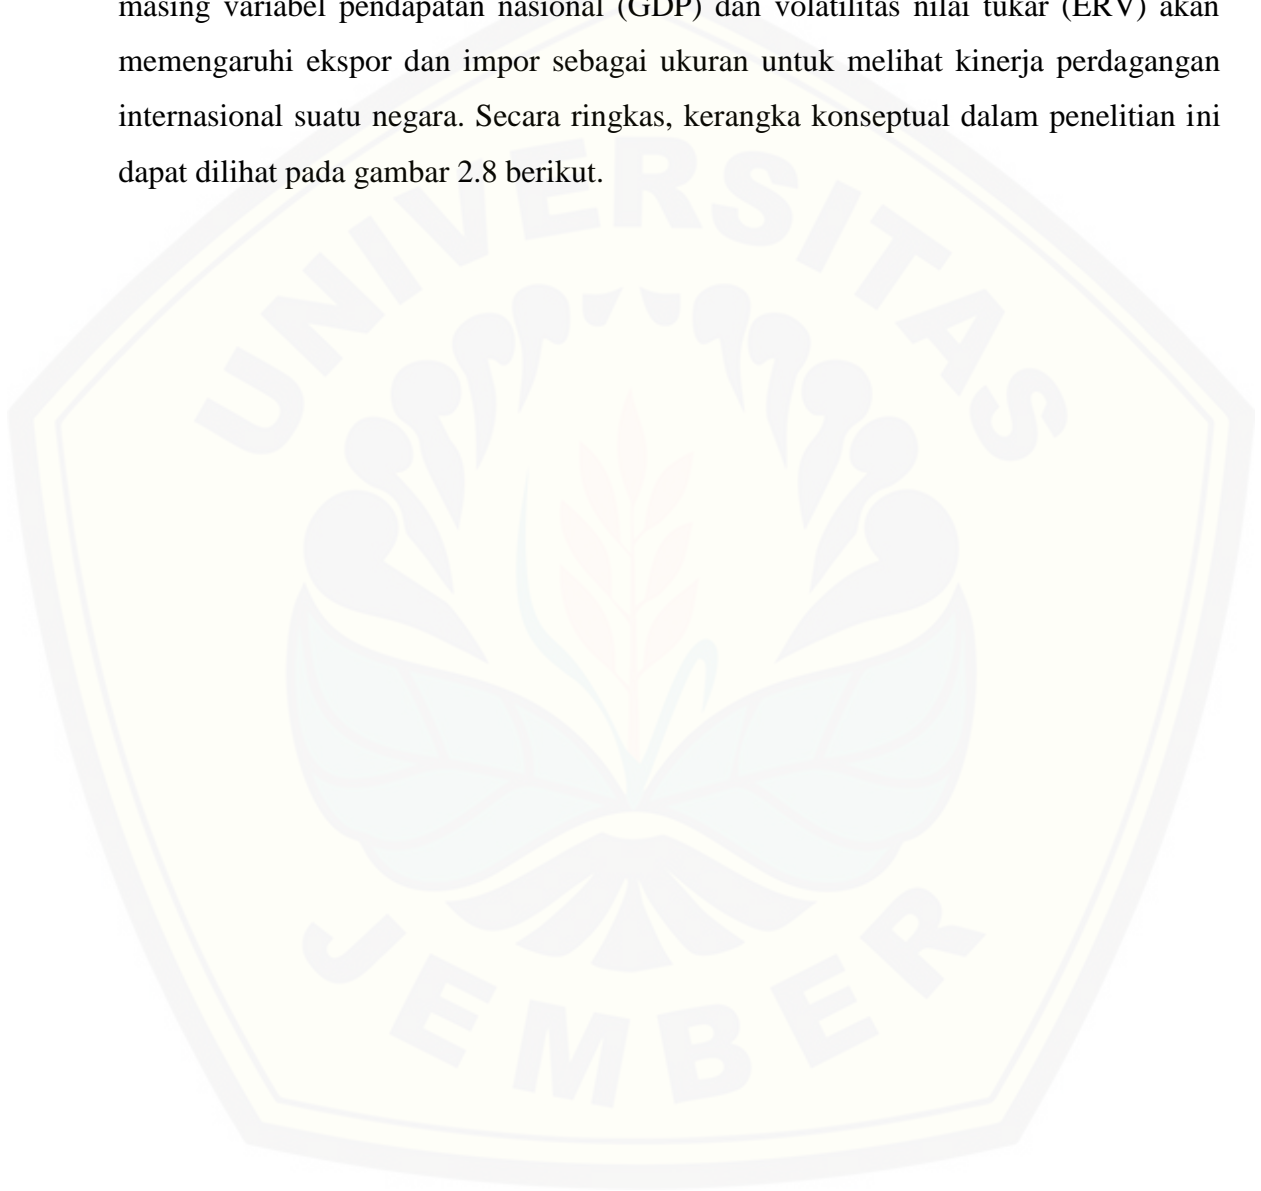 masing variabel pendapatan nasional (GDP) dan volatilitas nilai tukar (ERV) akan
memengaruhi ekspor dan impor sebagai ukuran untuk melihat kinerja perdagangan
internasional suatu negara. Secara ringkas, kerangka konseptual dalam penelitian ini
dapat dilihat pada gambar 2.8 berikut.
UNIVERSITAS
JEMBER